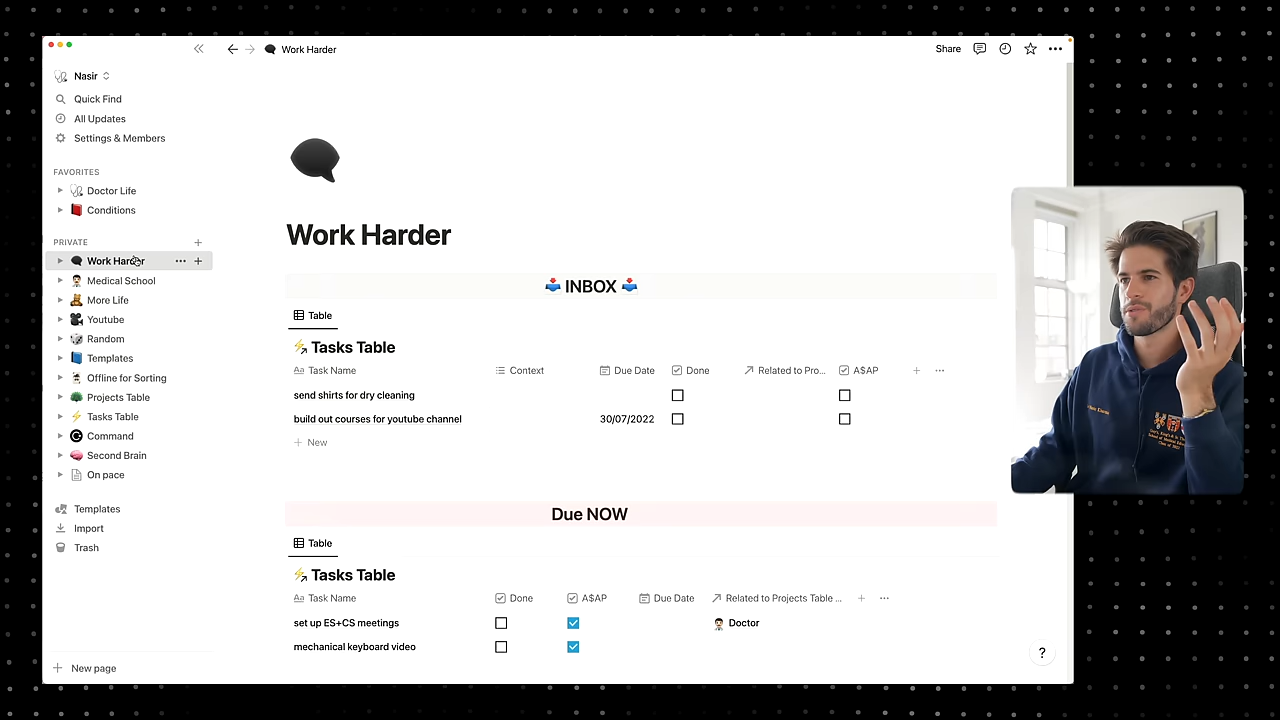 Work Harder
Share
Nasir
Quick Find
All Updates
Settings & Members
FAVORITES
Doctor Life
Conditions
PRIVATE
Work Harder
Medical School
More Life
Youtube
Random
Templates
Offline for Sorting
Projects Table
Tasks Table
Command
Second Brain
On pace
Templates
Import
Trash
New page
Work Harder
INBOX
Table
Tasks Table
Aa Task Name Context Due Date Done Related to Pro... A$AP
send shirts for dry cleaning
build out courses for youtube channel 30/07/2022
New
Due NOW
Table
Tasks Table
Aa Task Name Done A$AP Due Date Related to Projects Table ...
set up ES+CS meetings Doctor
mechanical keyboard video
?